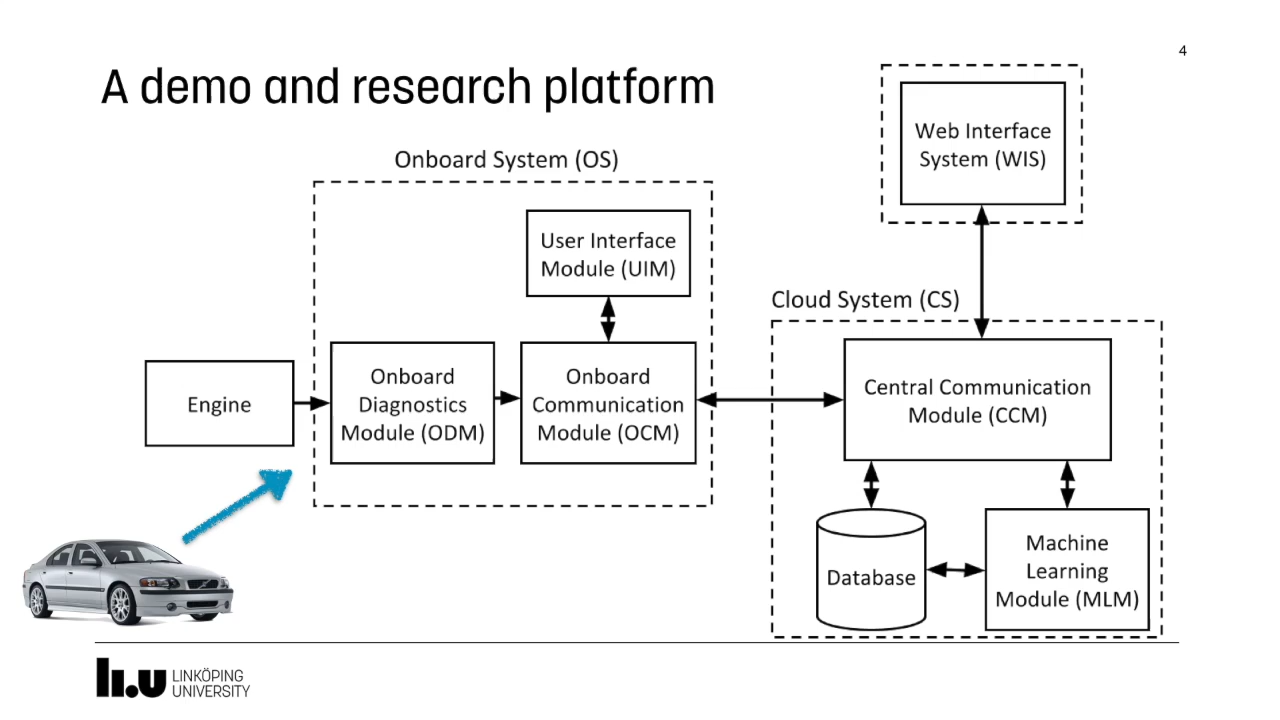 4
A demo and research platform
Onboard System (OS)
Web Interface
System (WIS)
User Interface
Module (UIM)
Cloud System (CS)
Engine
Onboard
Diagnostics
Module (ODM)
Onboard
Communication
Module (OCM)
Central Communication
Module (CCM)
Database
Machine
Learning
Module (MLM)
li.u
LINKÖPING
UNIVERSITY